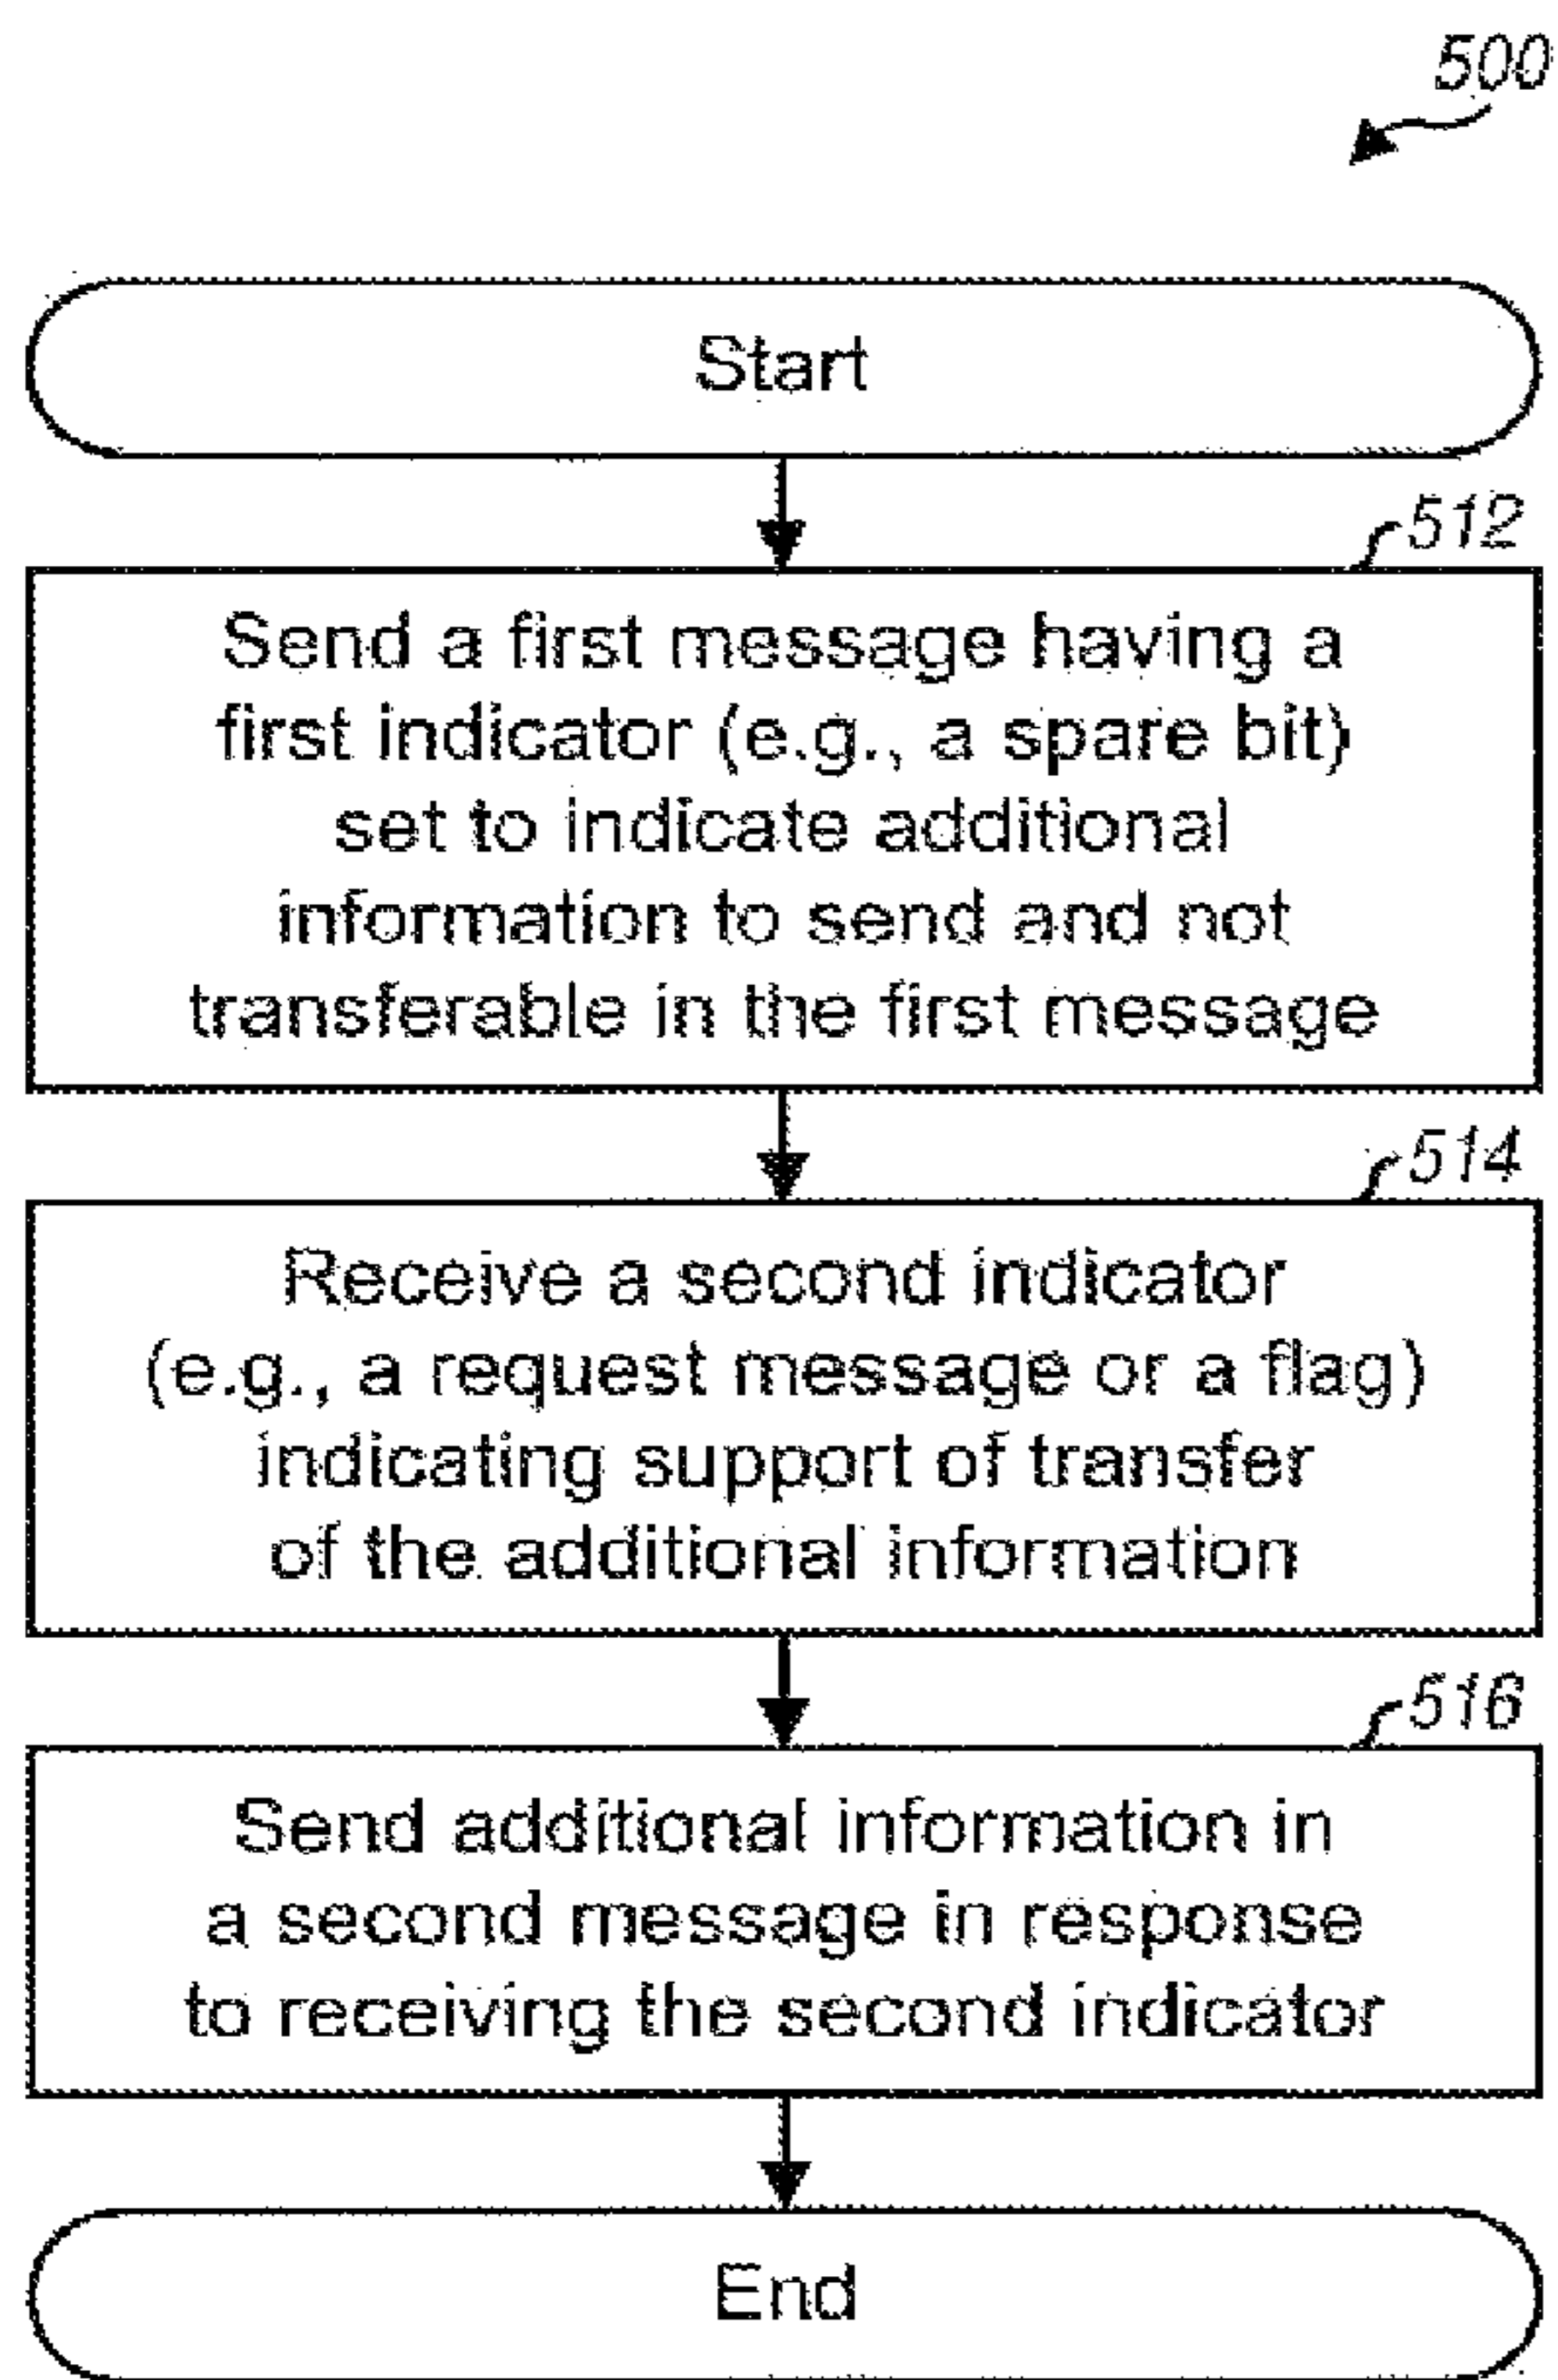 500
Start
512
Send a first message having a
first indicator (e.g., a spare bit)
set to indicate additional
information to send and not
transferable in the first message
514
Receive a second indicator
(e.g., a request message or a flag)
indicating support of transfer
of the additional information
516
Send additional information in
a second message in response
to receiving the second indicator
End